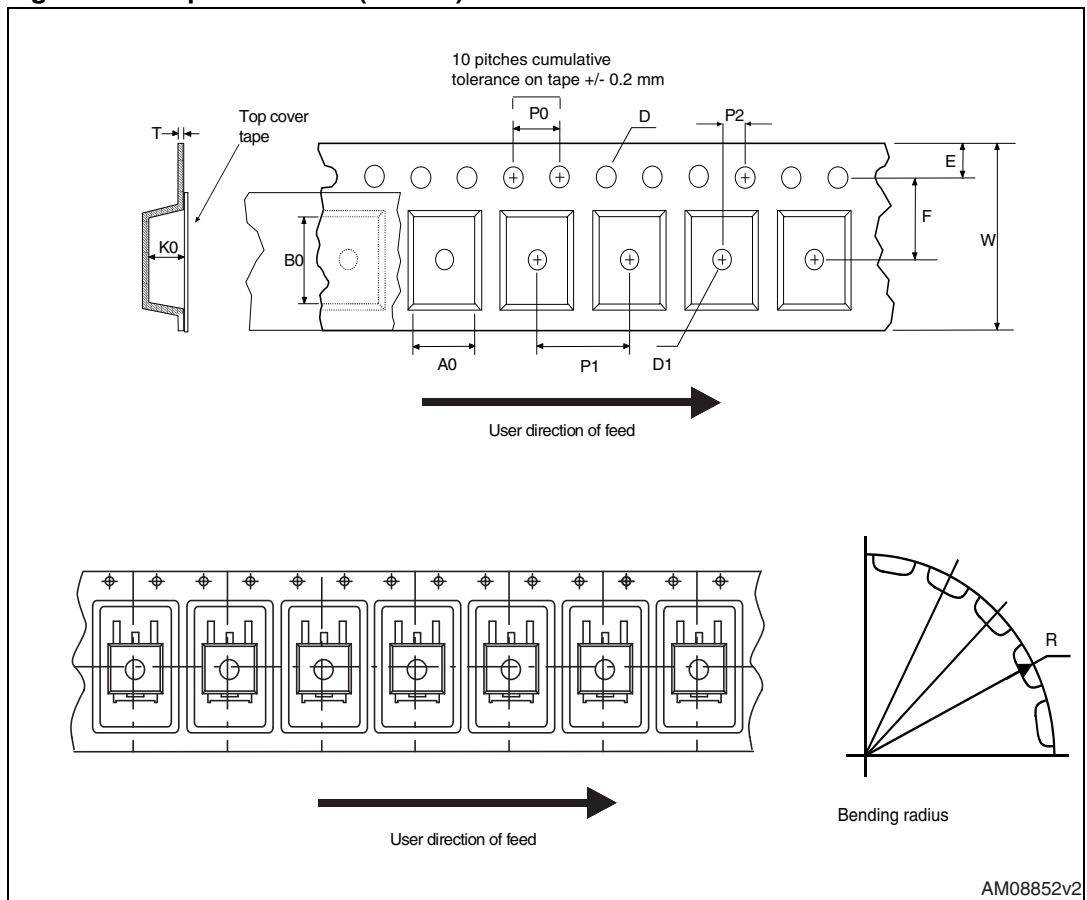 10 pitches cumulative
tolerance on tape +/- 0.2 mm
Top cover
tape
T
P0
D
P2
E
F
W
K0
B0
A0
P1
D1
User direction of feed
R
Bending radius
User direction of feed
AM08852v2